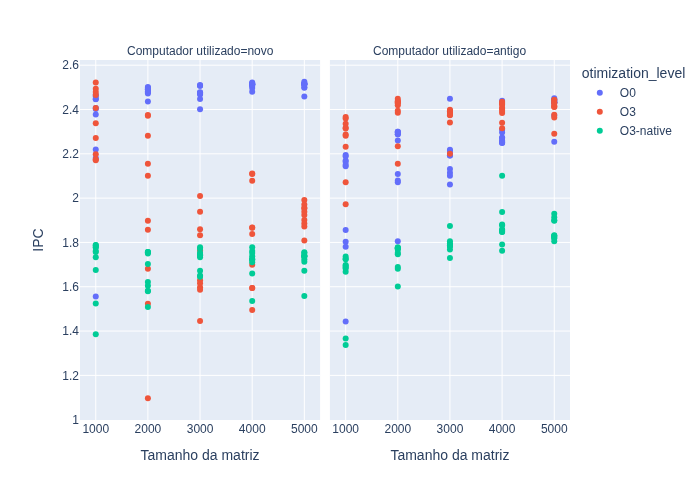 Computador utilizado=novo
Computador utilizado=antigo
otimization_level
O0
O3
O3-native
IPC
2.6
2.4
2.2
2
1.8
1.6
1.4
1.2
1
1000 2000 3000 4000 5000
1000 2000 3000 4000 5000
Tamanho da matriz
Tamanho da matriz